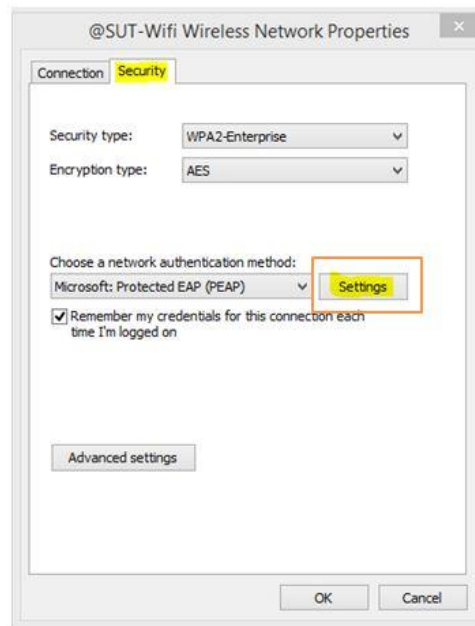 @SUT-Wifi Wireless Network Properties
Connection Security
Security type: WPA2-Enterprise
Encryption type: AES
Choose a network authentication method:
Microsoft: Protected EAP (PEAP) Settings
Remember my credentials for this connection each
time I'm logged on
Advanced settings
OK Cancel